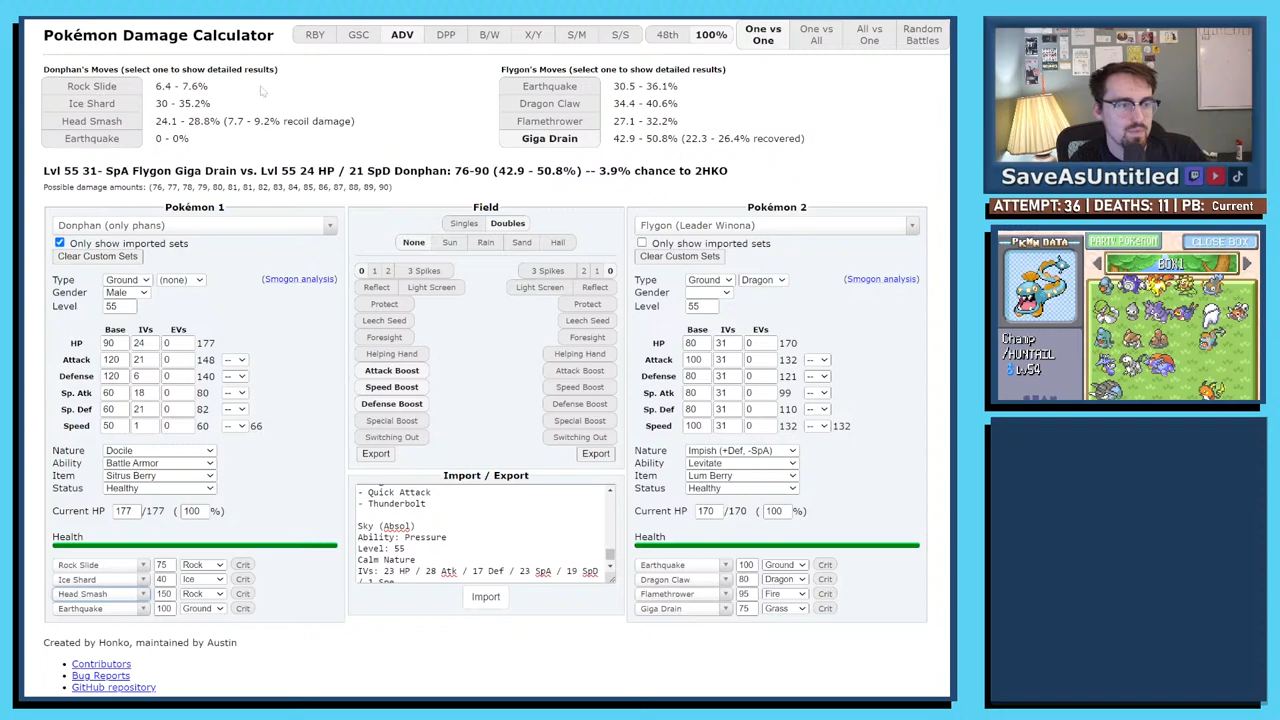 Pokémon Damage Calculator
RBY GSC ADV DPP B/W X/Y S/M S/S 48th 100% One vs One One vs All All vs One Random Battles
Donphan's Moves (select one to show detailed results)
Rock Slide 6.4 - 7.6%
Ice Shard 30 - 35.2%
Head Smash 24.1 - 28.8% (7.7 - 9.2% recoil damage)
Earthquake 0 - 0%
Flygon's Moves (select one to show detailed results)
Earthquake 30.5 - 36.1%
Dragon Claw 34.4 - 40.6%
Flamethrower 27.1 - 32.2%
Giga Drain 42.9 - 50.8% (22.3 - 26.4% recovered)
Lvl 55 31- SpA Flygon Giga Drain vs. Lvl 55 24 HP / 21 SpD Donphan: 76-90 (42.9 - 50.8%) -- 3.9% chance to 2HKO
Possible damage amounts: (76, 77, 78, 79, 80, 81, 81, 82, 83, 84, 85, 86, 87, 88, 89, 90)
Pokémon 1
Donphan (only phans)
Only show imported sets
Clear Custom Sets
Type Ground (none) (Smogon analysis)
Gender Male
Level 55
Base IVs EVs
HP 90 24 0 177
Attack 120 21 0 148 --
Defense 120 6 0 140 --
Sp. Atk 60 18 0 80 --
Sp. Def 60 21 0 82 --
Speed 50 1 0 60 -- 66
Nature Docile
Ability Battle Armor
Item Sitrus Berry
Status Healthy
Current HP 177 /177 ( 100 %)
Health
Rock Slide 75 Rock Crit
Ice Shard 40 Ice Crit
Head Smash 150 Rock Crit
Earthquake 100 Ground Crit
Field
Singles Doubles
None Sun Rain Sand Hail
0 1 2 3 Spikes 3 Spikes 2 1 0
Reflect Light Screen Light Screen Reflect
Protect Protect
Leech Seed Leech Seed
Foresight Foresight
Helping Hand Helping Hand
Attack Boost Attack Boost
Speed Boost Speed Boost
Defense Boost Defense Boost
Special Boost Special Boost
Switching Out Switching Out
Export Export
Import / Export
- Quick Attack
- Thunderbolt
Sky (Absol)
Ability: Pressure
Level: 55
Calm Nature
IVs: 23 HP / 28 Atk / 17 Def / 23 SpA / 19 SpD
/ 1 Spe
Import
Pokémon 2
Flygon (Leader Winona)
Only show imported sets
Clear Custom Sets
Type Ground Dragon (Smogon analysis)
Gender
Level 55
Base IVs EVs
HP 80 31 0 170
Attack 100 31 0 132 --
Defense 80 31 0 121 --
Sp. Atk 80 31 0 99 --
Sp. Def 80 31 0 110 --
Speed 100 31 0 132 -- 132
Nature Impish (+Def, -SpA)
Ability Levitate
Item Lum Berry
Status Healthy
Current HP 170 /170 ( 100 %)
Health
Earthquake 100 Ground Crit
Dragon Claw 80 Dragon Crit
Flamethrower 95 Fire Crit
Giga Drain 75 Grass Crit
Created by Honko, maintained by Austin
Contributors
Bug Reports
GitHub repository
SaveAsUntitled
ATTEMPT: 36 | DEATHS: 11 | PB: Current
PKMN DATA PARTY POKéMON CLOSE BOX
BOX1
Champ
/HUNTAIL
Lv54